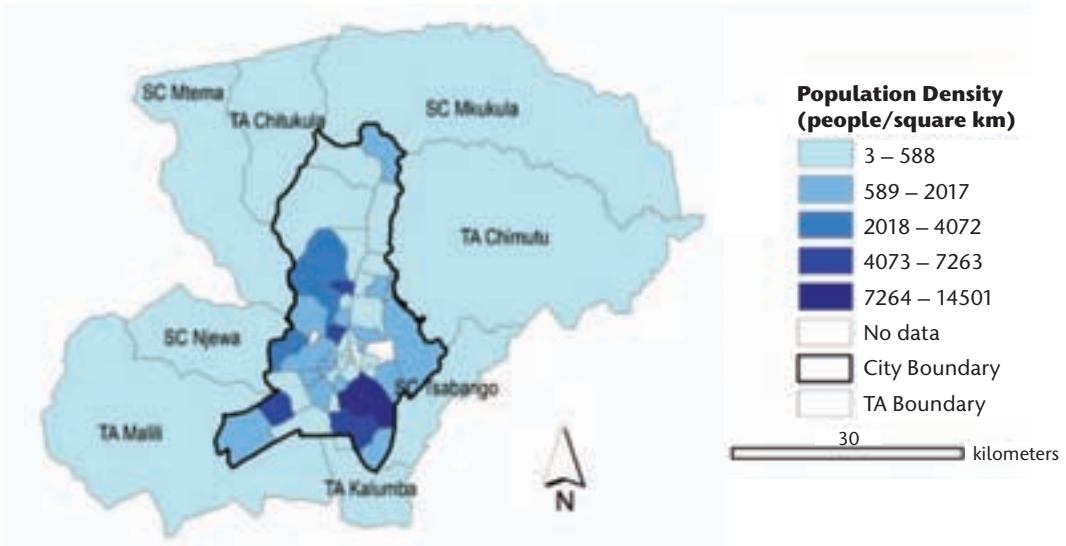 SC Mtema
TA Chitukula
SC Mkukula
TA Chimutu
SC Njewa
SC Tsabango
TA Malili
TA Kalumba
N
Population Density
(people/square km)
3 – 588
589 – 2017
2018 – 4072
4073 – 7263
7264 – 14501
No data
City Boundary
TA Boundary
30
kilometers